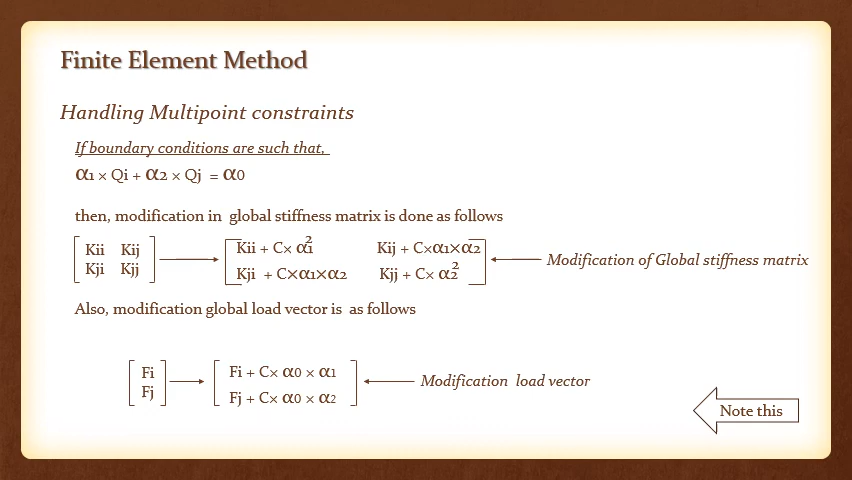 Finite Element Method
Handling Multipoint constraints
If boundary conditions are such that,
α1 × Qi + α2 × Qj = α0
then, modification in global stiffness matrix is done as follows
Kii Kij
Kji Kjj
Kii + C× α1² Kij + C×α1×α2
Kji + C×α1×α2 Kjj + C× α2²
Modification of Global stiffness matrix
Also, modification global load vector is as follows
Fi
Fj
Fi + C× α0 × α1
Fj + C× α0 × α2
Modification load vector
Note this